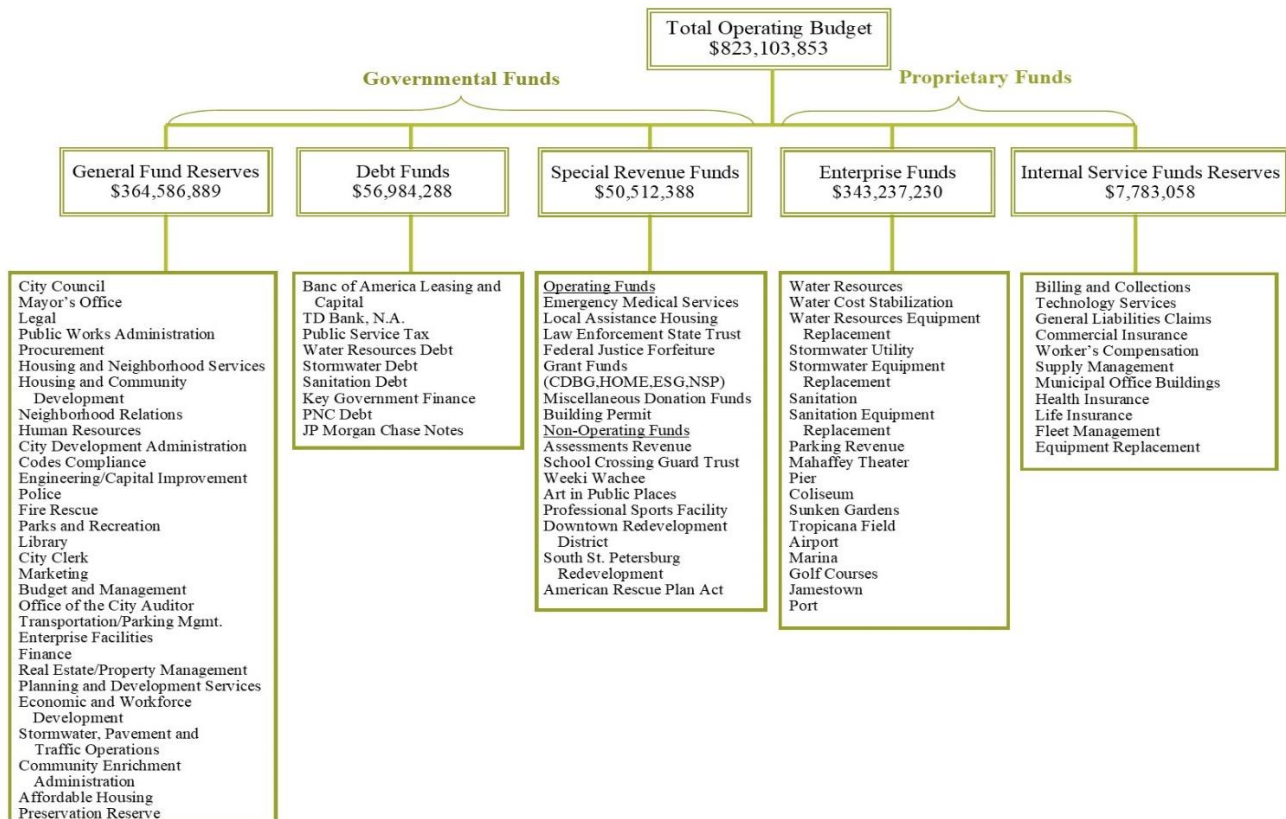 Total Operating Budget
$823,103,853
Governmental Funds
Proprietary Funds
General Fund Reserves
$364,586,889
Debt Funds
$56,984,288
Special Revenue Funds
$50,512,388
Enterprise Funds
$343,237,230
Internal Service Funds Reserves
$7,783,058
City Council
Mayor's Office
Legal
Public Works Administration
Procurement
Housing and Neighborhood Services
Housing and Community
Development
Neighborhood Relations
Human Resources
City Development Administration
Codes Compliance
Engineering/Capital Improvement
Police
Fire Rescue
Parks and Recreation
Library
City Clerk
Marketing
Budget and Management
Office of the City Auditor
Transportation/Parking Mgmt.
Enterprise Facilities
Finance
Real Estate/Property Management
Planning and Development Services
Economic and Workforce
Development
Stormwater, Pavement and
Traffic Operations
Community Enrichment
Administration
Affordable Housing
Preservation Reserve
Banc of America Leasing and
Capital
TD Bank, N.A.
Public Service Tax
Water Resources Debt
Stormwater Debt
Sanitation Debt
Key Government Finance
PNC Debt
JP Morgan Chase Notes
Operating Funds
Emergency Medical Services
Local Assistance Housing
Law Enforcement State Trust
Federal Justice Forfeiture
Grant Funds
(CDBG,HOME,ESG,NSP)
Miscellaneous Donation Funds
Building Permit
Non-Operating Funds
Assessments Revenue
School Crossing Guard Trust
Weeki Wachee
Art in Public Places
Professional Sports Facility
Downtown Redevelopment
District
South St. Petersburg
Redevelopment
American Rescue Plan Act
Water Resources
Water Cost Stabilization
Water Resources Equipment
Replacement
Stormwater Utility
Stormwater Equipment
Replacement
Sanitation
Sanitation Equipment
Replacement
Parking Revenue
Mahaffey Theater
Pier
Coliseum
Sunken Gardens
Tropicana Field
Airport
Marina
Golf Courses
Jamestown
Port
Billing and Collections
Technology Services
General Liabilities Claims
Commercial Insurance
Worker's Compensation
Supply Management
Municipal Office Buildings
Health Insurance
Life Insurance
Fleet Management
Equipment Replacement